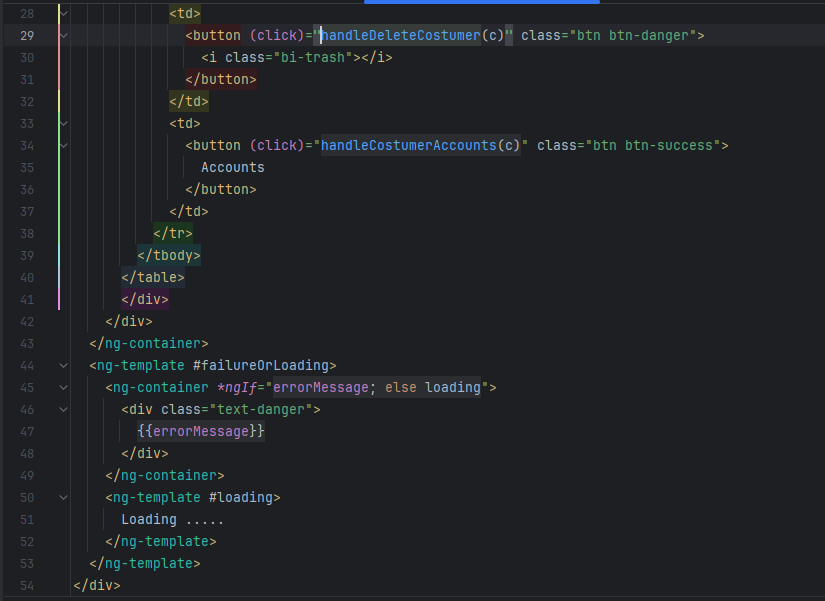 28 <td>
29 <button (click)="handleDeleteCostumer(c)" class="btn btn-danger">
30 <i class="bi-trash"></i>
31 </button>
32 </td>
33 <td>
34 <button (click)="handleCostumerAccounts(c)" class="btn btn-success">
35 Accounts
36 </button>
37 </td>
38 </tr>
39 </tbody>
40 </table>
41 </div>
42 </div>
43 </ng-container>
44 <ng-template #failureOrLoading>
45 <ng-container *ngIf="errorMessage; else loading">
46 <div class="text-danger">
47 {{errorMessage}}
48 </div>
49 </ng-container>
50 <ng-template #loading>
51 Loading .....
52 </ng-template>
53 </ng-template>
54 </div>